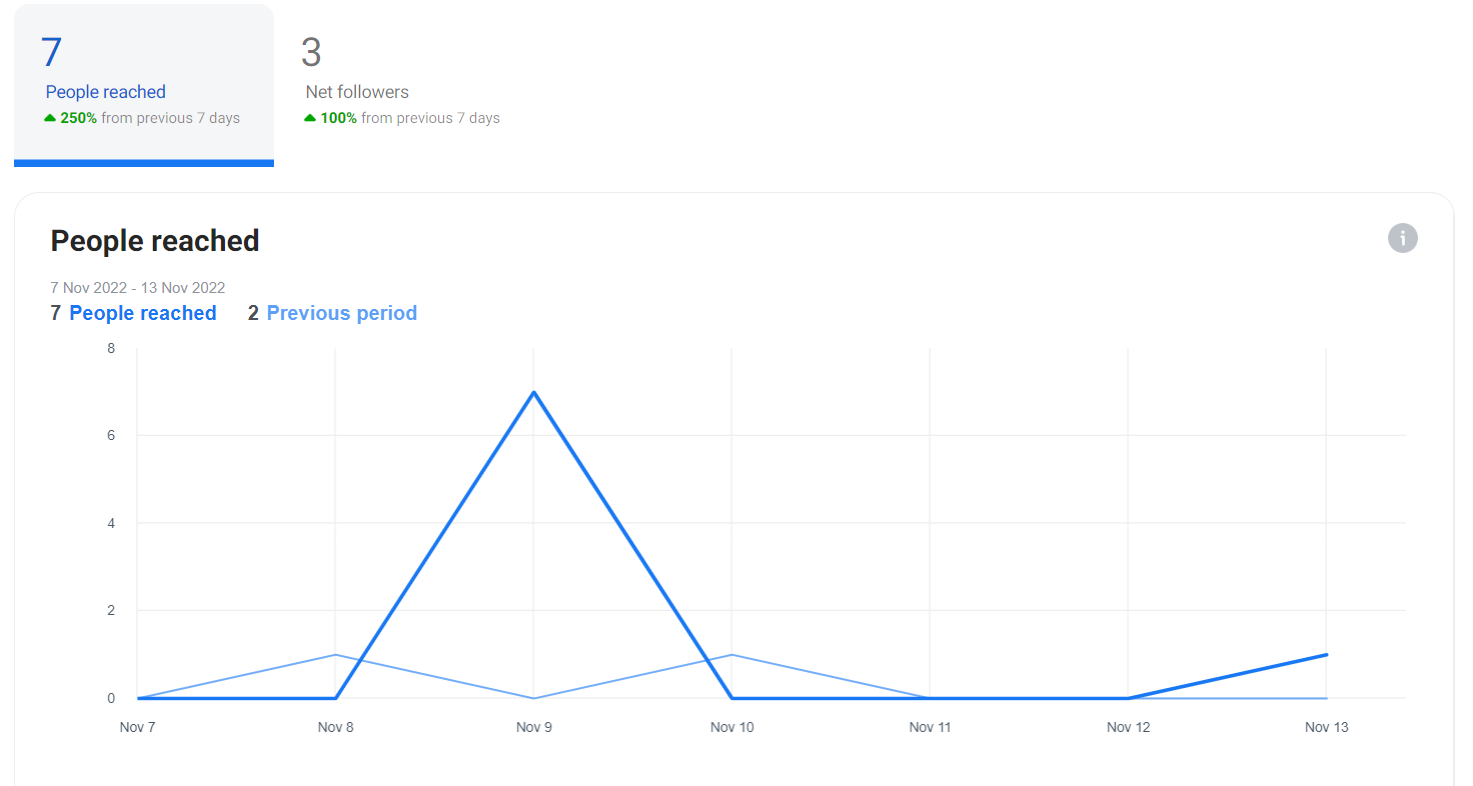 7
People reached
250% from previous 7 days
3
Net followers
100% from previous 7 days
People reached
7 Nov 2022 - 13 Nov 2022
7 People reached 2 Previous period
8
6
4
2
0
Nov 7 Nov 8 Nov 9 Nov 10 Nov 11 Nov 12 Nov 13